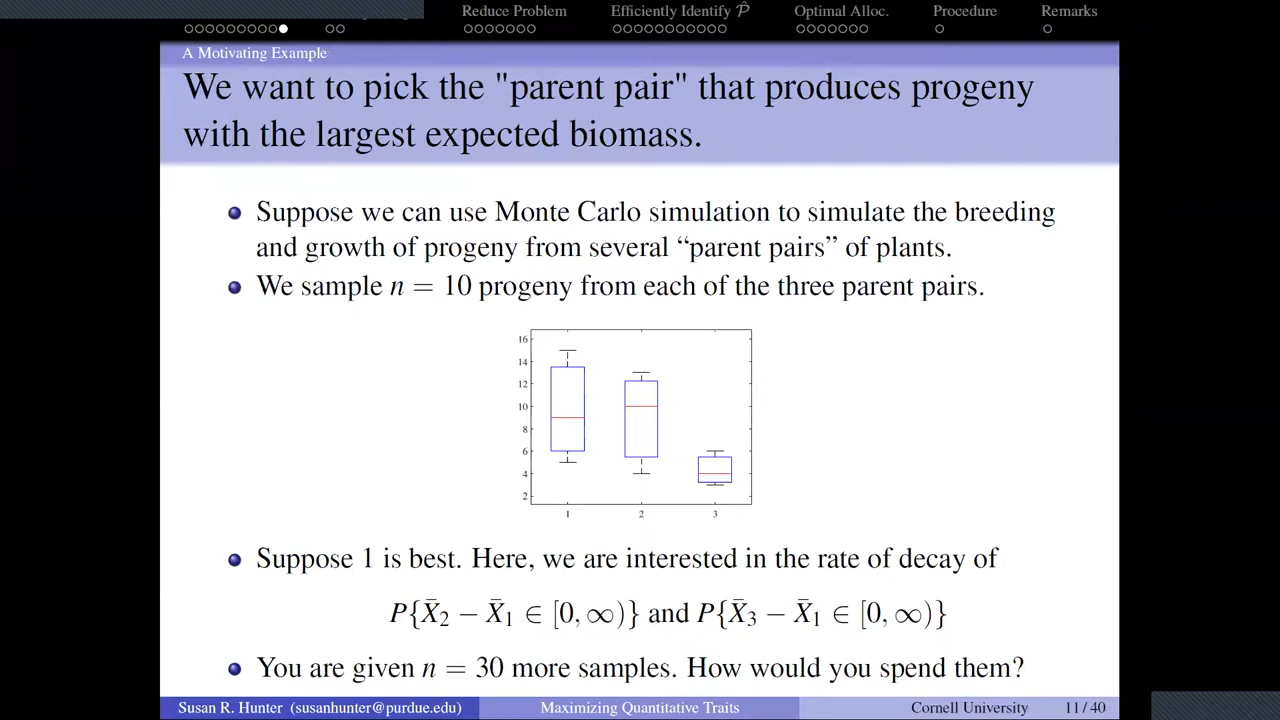 Reduce Problem Efficiently Identify P̂ Optimal Alloc. Procedure Remarks
A Motivating Example
We want to pick the "parent pair" that produces progeny
with the largest expected biomass.
Suppose we can use Monte Carlo simulation to simulate the breeding
and growth of progeny from several “parent pairs” of plants.
We sample n = 10 progeny from each of the three parent pairs.
16
14
12
10
8
6
4
2
1 2 3
Suppose 1 is best. Here, we are interested in the rate of decay of
P{X̄₂ − X̄₁ ∈ [0, ∞)} and P{X̄₃ − X̄₁ ∈ [0, ∞)}
You are given n = 30 more samples. How would you spend them?
Susan R. Hunter (susanhunter@purdue.edu) Maximizing Quantitative Traits Cornell University 11 / 40